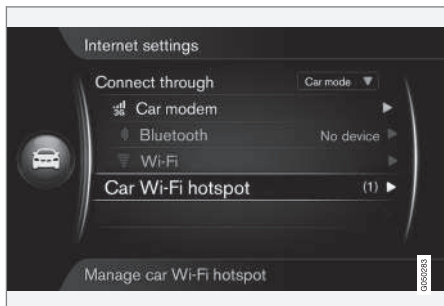 Internet settings
Connect through Car mode
3G Car modem
Bluetooth No device
Wi-Fi
Car Wi-Fi hotspot (1)
Manage car Wi-Fi hotspot
G050283